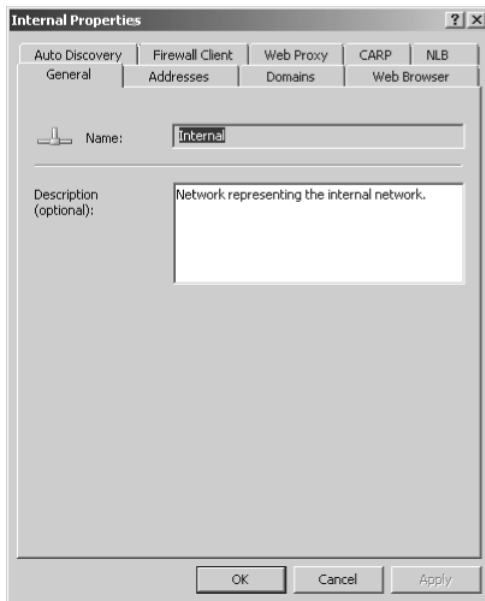 Internal Properties
Auto Discovery Firewall Client Web Proxy CARP NLB
General Addresses Domains Web Browser
Name: Internal
Description (optional):
Network representing the internal network.
OK Cancel Apply